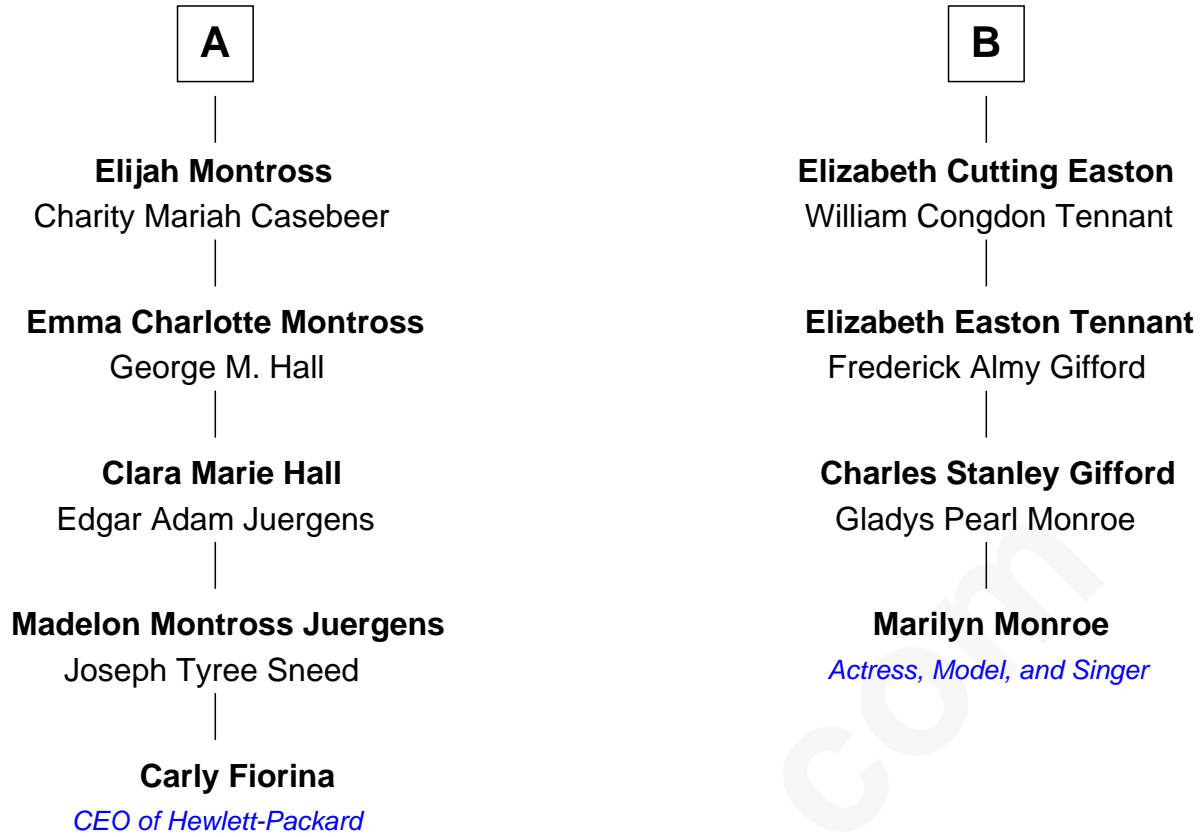 A
Elijah Montross
Charity Mariah Casebeer
Emma Charlotte Montross
George M. Hall
Clara Marie Hall
Edgar Adam Juergens
Madelon Montross Juergens
Joseph Tyree Sneed
Carly Fiorina
CEO of Hewlett-Packard
B
Elizabeth Cutting Easton
William Congdon Tennant
Elizabeth Easton Tennant
Frederick Almy Gifford
Charles Stanley Gifford
Gladys Pearl Monroe
Marilyn Monroe
Actress, Model, and Singer
com